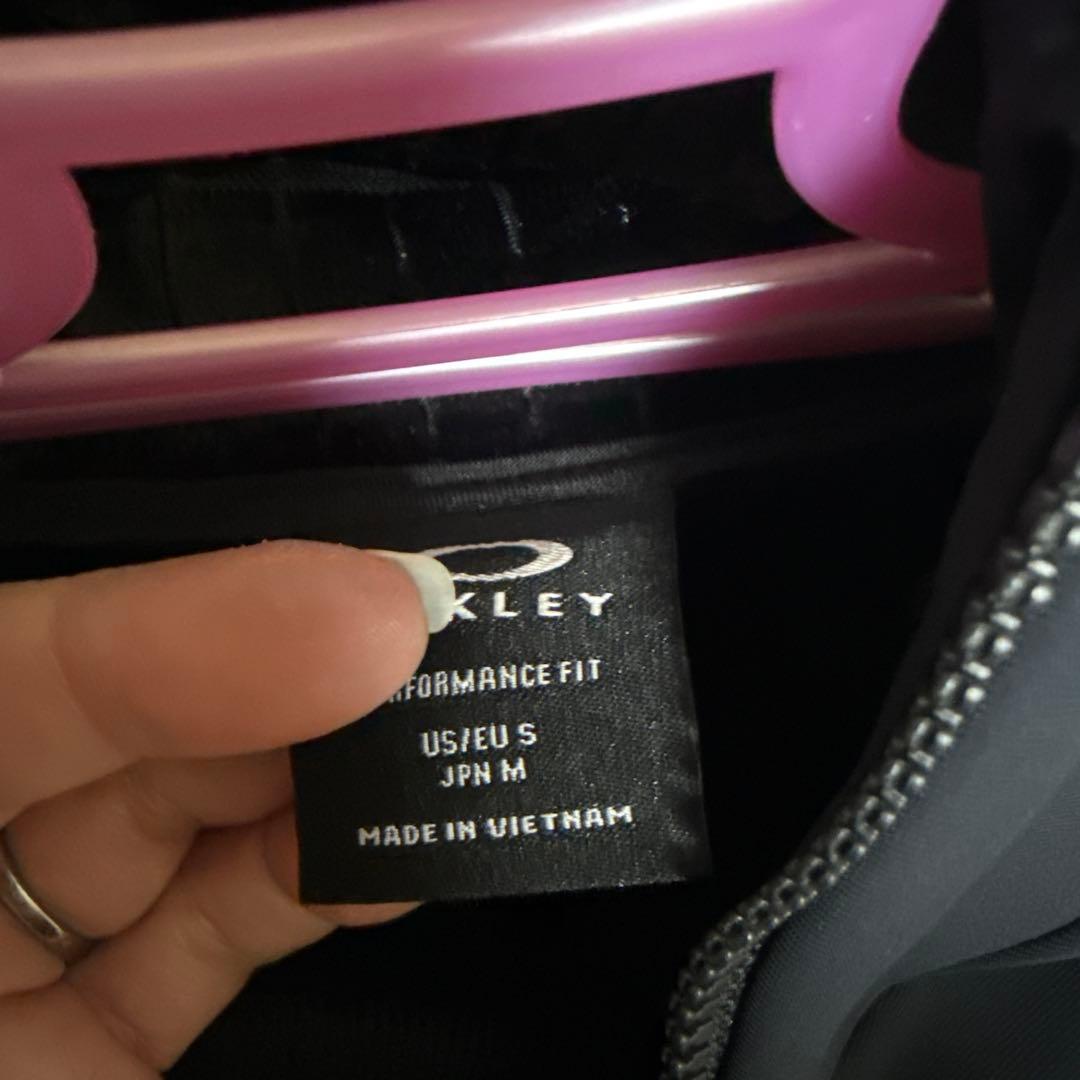 KLEY
RFORMANCE FIT
US/EU S
JPN M
MADE IN VIETNAM